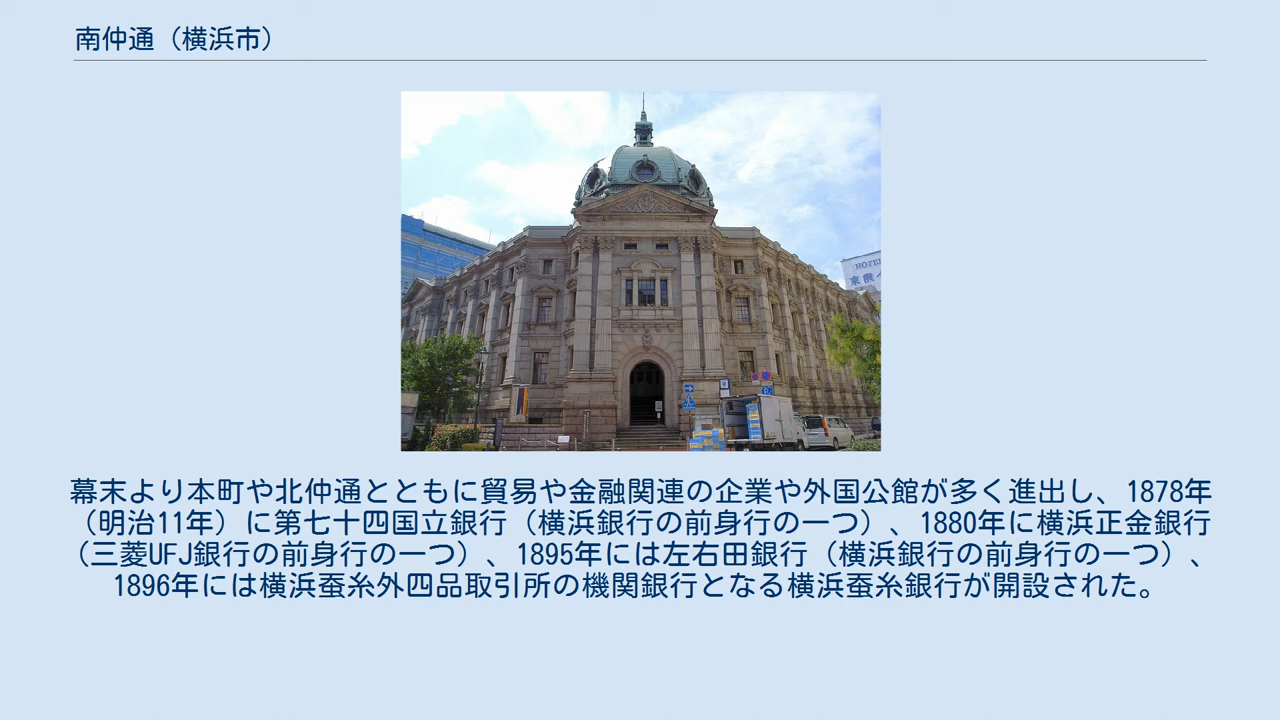 南仲通（横浜市）
HOTEL
東横イ
幕末より本町や北仲通とともに貿易や金融関連の企業や外国公館が多く進出し、1878年
（明治11年）に第七十四国立銀行（横浜銀行の前身行の一つ）、1880年に横浜正金銀行
（三菱UFJ銀行の前身行の一つ）、1895年には左右田銀行（横浜銀行の前身行の一つ）、
1896年には横浜蚕糸外四品取引所の機関銀行となる横浜蚕糸銀行が開設された。